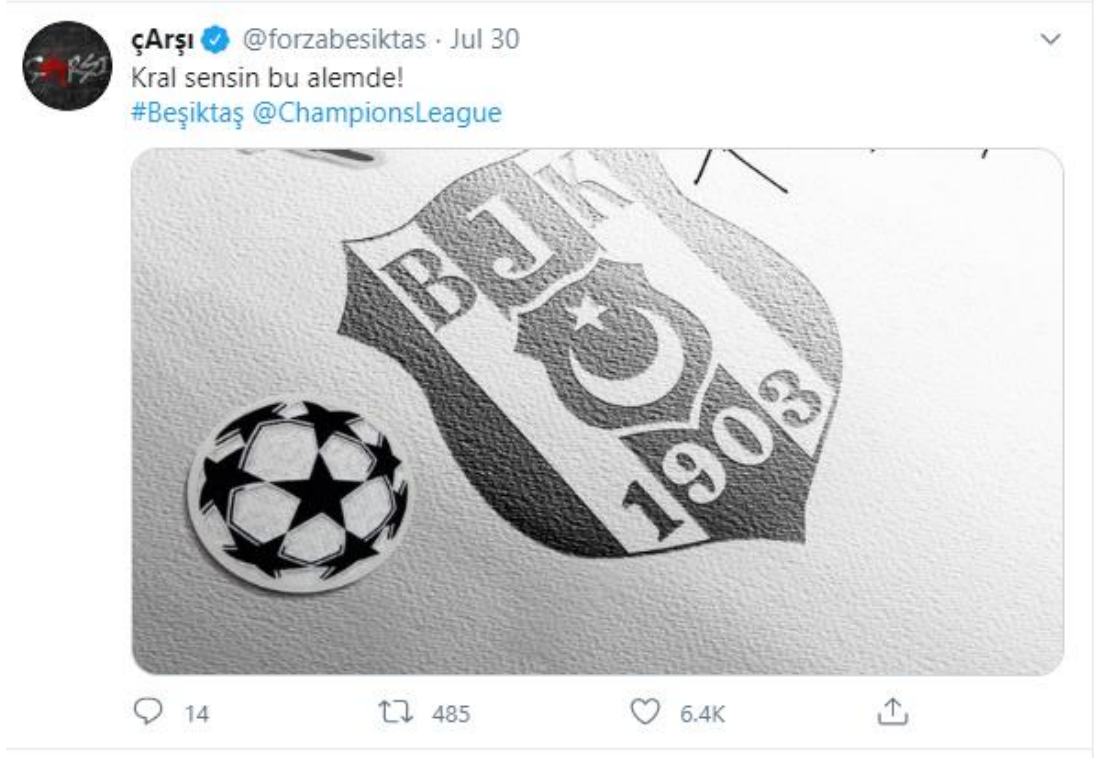 çArşı @forzabesiktas · Jul 30
Kral sensin bu alemde!
#Beşiktaş @ChampionsLeague
BJK
1903
14 485 6.4K